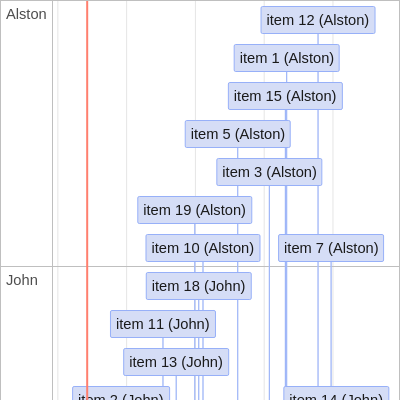 Alston
item 12 (Alston)
item 1 (Alston)
item 15 (Alston)
item 5 (Alston)
item 3 (Alston)
item 19 (Alston)
item 10 (Alston)
item 7 (Alston)
John
item 18 (John)
item 11 (John)
item 13 (John)
item 2 (John)
item 14 (John)